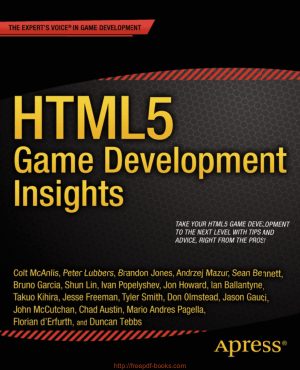 THE EXPERT'S VOICE® IN GAME DEVELOPMENT
HTML5
Game Development
Insights
TAKE YOUR HTML5 GAME DEVELOPMENT
TO THE NEXT LEVEL WITH TIPS AND
ADVICE, RIGHT FROM THE PROS!
Colt McAnlis, Peter Lubbers, Brandon Jones, Andrzej Mazur, Sean Bennett,
Bruno Garcia, Shun Lin, Ivan Popelyshev, Jon Howard, Ian Ballantyne,
Takuo Kihira, Jesse Freeman, Tyler Smith, Don Olmstead, Jason Gauci,
John McCutchan, Chad Austin, Mario Andres Pagella,
Florian d'Erfurth, and Duncan Tebbs
Apress®
http://freepdf-books.com